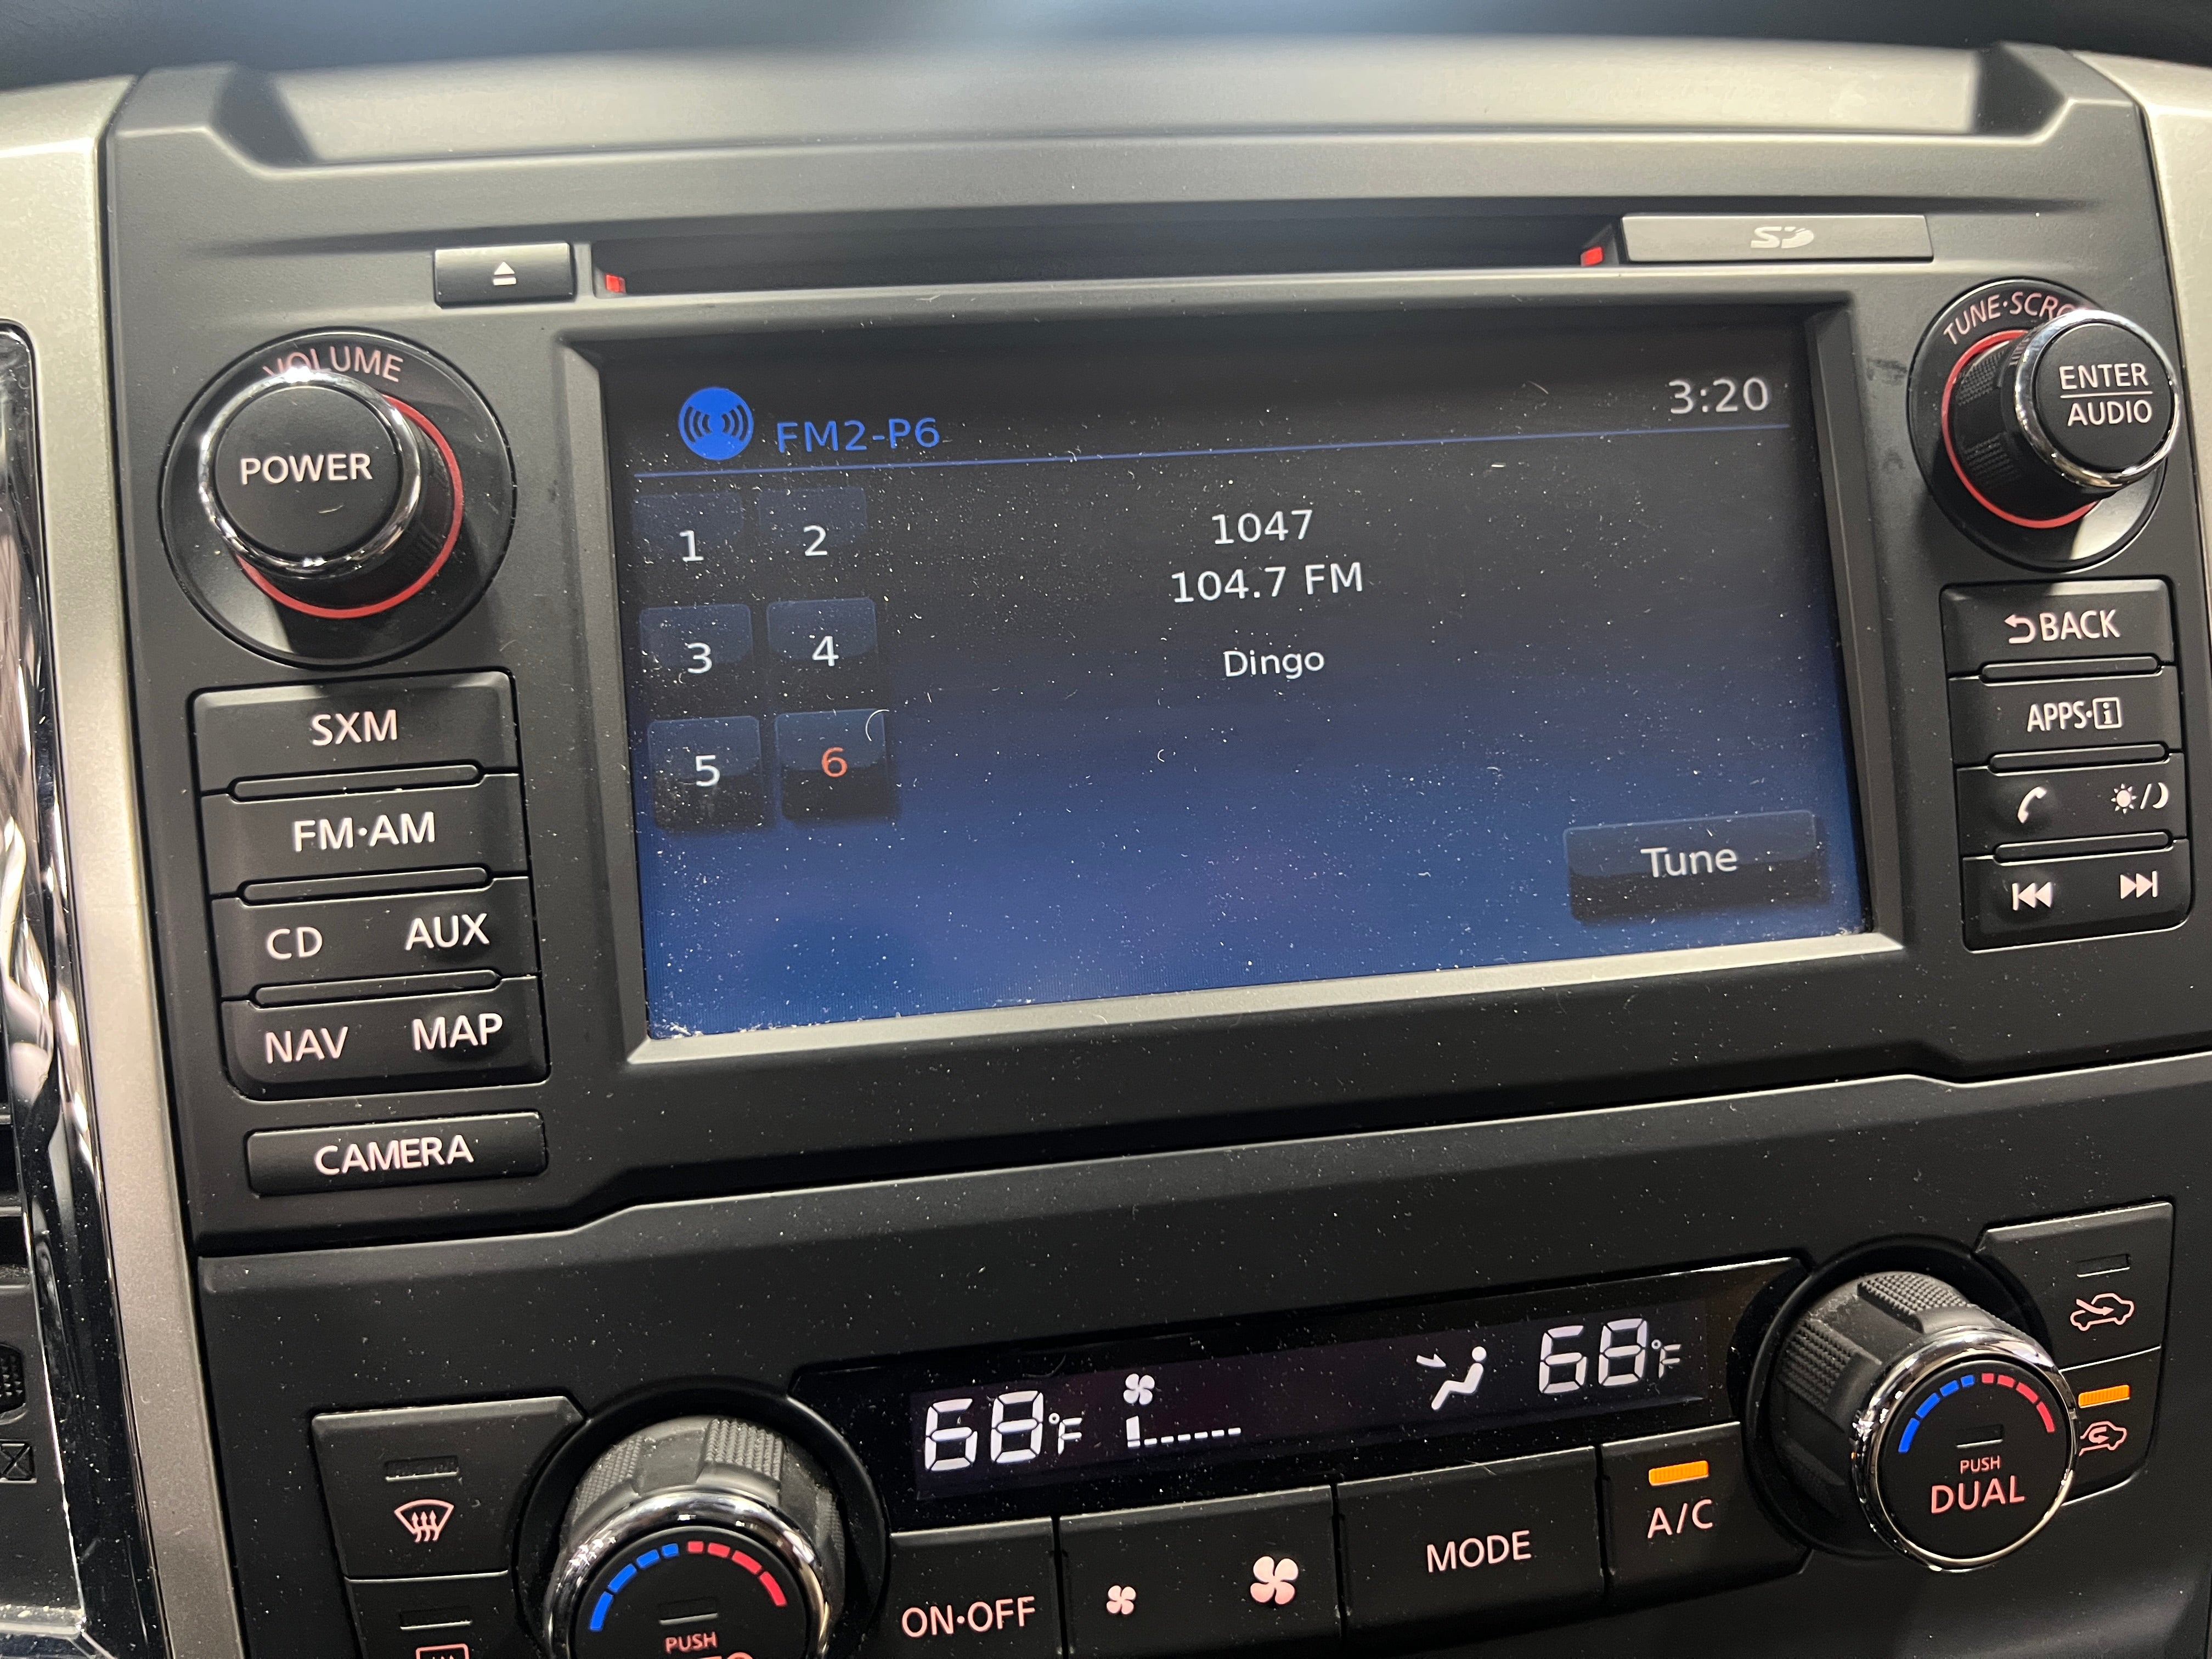 SD
VOLUME
POWER
TUNE·SCRO
ENTER
AUDIO
FM2-P6
3:20
1 2
3 4
5 6
1047
104.7 FM
Dingo
Tune
SXM
FM·AM
CD AUX
NAV MAP
CAMERA
BACK
APPS·i
68°F
68°F
ON·OFF
MODE
A/C
PUSH
DUAL
PUSH